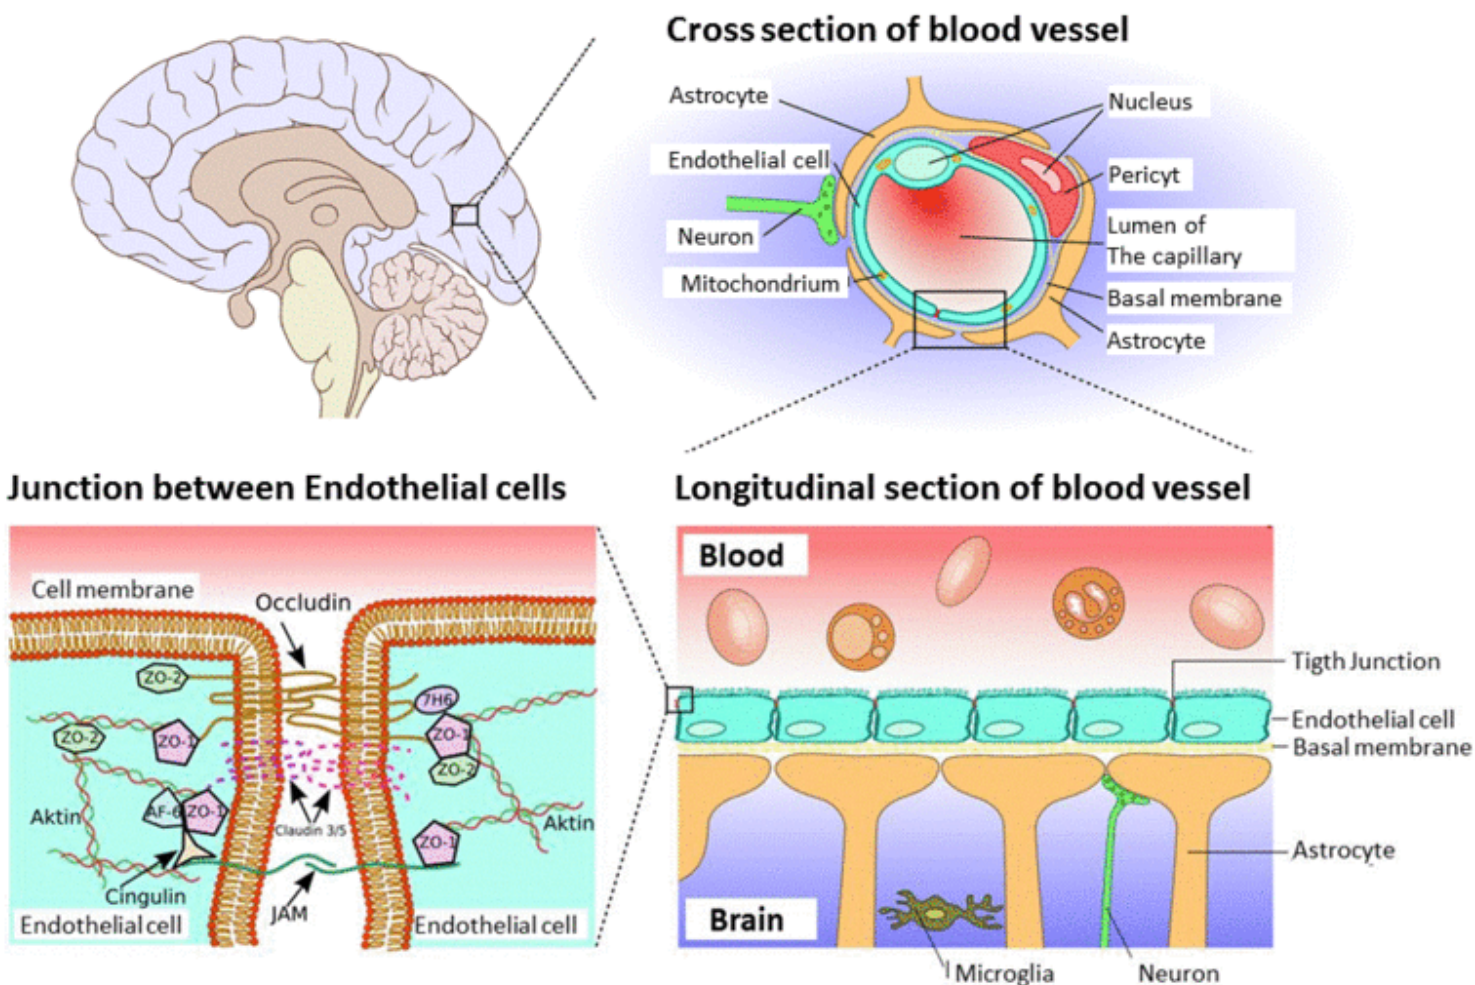 Cross section of blood vessel
Astrocyte
Endothelial cell
Neuron
Mitochondrium
Nucleus
Pericyt
Lumen of
The capillary
Basal membrane
Astrocyte
Junction between Endothelial cells
Cell membrane
Occludin
ZO-2
7H6
ZO-2
ZO-1
ZO-1
ZO-2
AF-6
ZO-1
Aktin
Claudin 3/5
Aktin
ZO-1
Cingulin
JAM
Endothelial cell
Endothelial cell
Longitudinal section of blood vessel
Blood
Tigth Junction
Endothelial cell
Basal membrane
Astrocyte
Brain
Microglia
Neuron